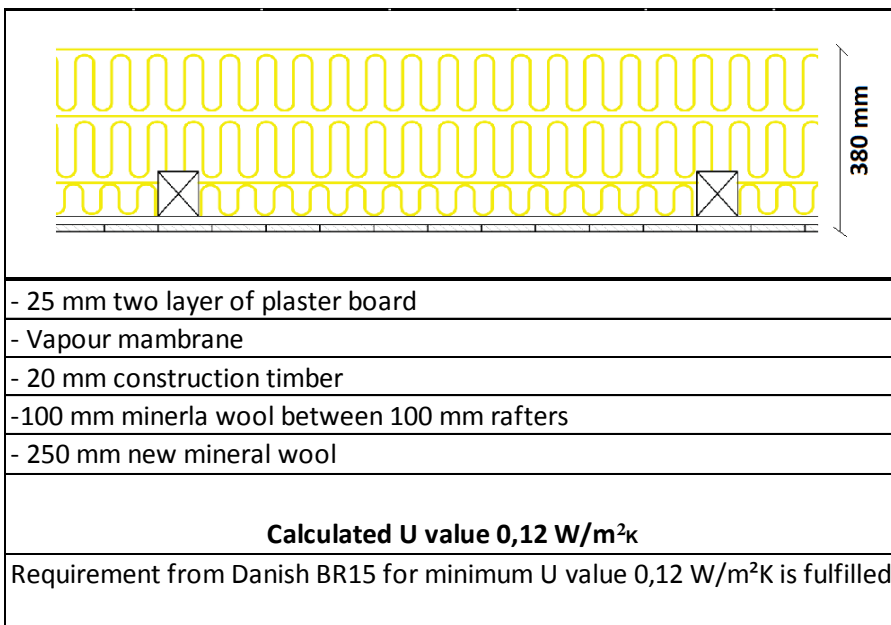 380 mm
- 25 mm two layer of plaster board
- Vapour mambrane
- 20 mm construction timber
-100 mm minerla wool between 100 mm rafters
- 250 mm new mineral wool
Calculated U value 0,12 W/m²K
Requirement from Danish BR15 for minimum U value 0,12 W/m²K is fulfilled